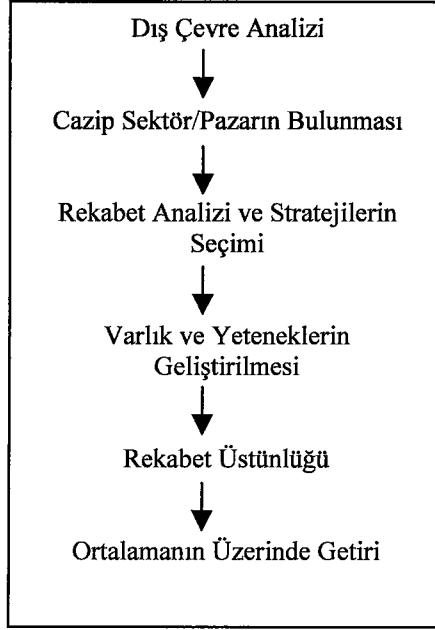 Dış Çevre Analizi
Cazip Sektör/Pazarın Bulunması
Rekabet Analizi ve Stratejilerin
Seçimi
Varlık ve Yeteneklerin
Geliştirilmesi
Rekabet Üstünlüğü
Ortalamanın Üzerinde Getiri